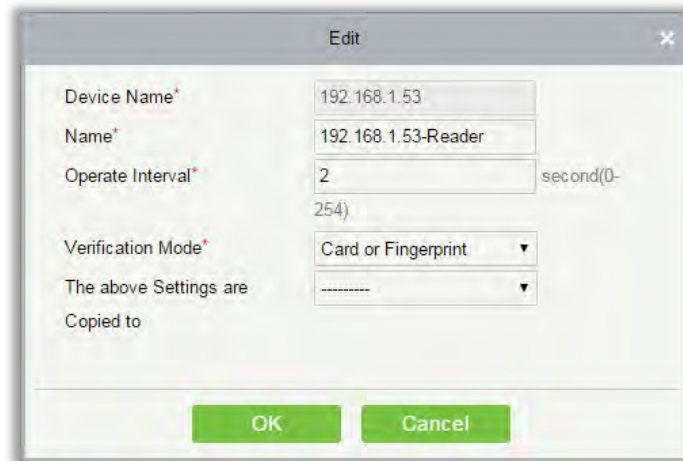 Edit
Device Name*
192.168.1.53
Name*
192.168.1.53-Reader
Operate Interval*
2
second(0-
254)
Verification Mode*
Card or Fingerprint
The above Settings are
---------
Copied to
OK
Cancel